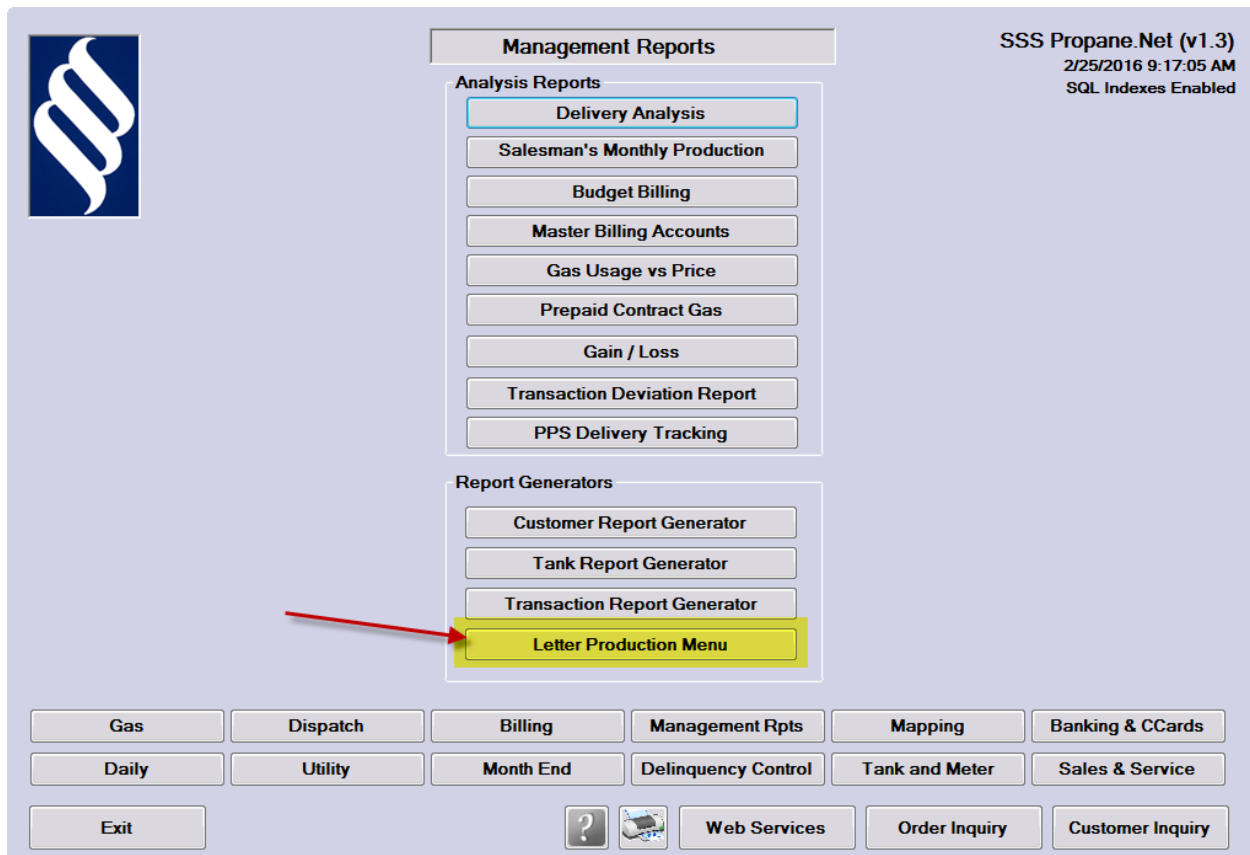 Management Reports
SSS Propane.Net (v1.3)
2/25/2016 9:17:05 AM
SQL Indexes Enabled
Analysis Reports
Delivery Analysis
Salesman's Monthly Production
Budget Billing
Master Billing Accounts
Gas Usage vs Price
Prepaid Contract Gas
Gain / Loss
Transaction Deviation Report
PPS Delivery Tracking
Report Generators
Customer Report Generator
Tank Report Generator
Transaction Report Generator
Letter Production Menu
Gas Dispatch Billing Management Rpts Mapping Banking & CCards
Daily Utility Month End Delinquency Control Tank and Meter Sales & Service
Exit ? Web Services Order Inquiry Customer Inquiry